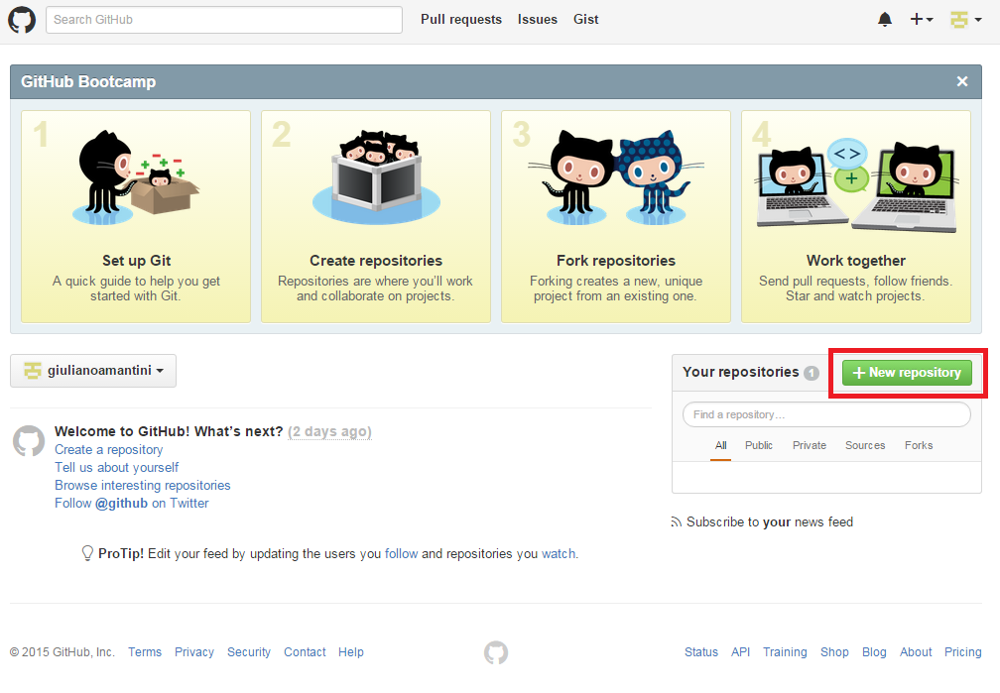 Search GitHub
Pull requests Issues Gist
GitHub Bootcamp
1
Set up Git
A quick guide to help you get
started with Git.
2
Create repositories
Repositories are where you’ll work
and collaborate on projects.
3
Fork repositories
Forking creates a new, unique
project from an existing one.
4
< >
+
Work together
Send pull requests, follow friends.
Star and watch projects.
giulianoamantini
Welcome to GitHub! What’s next? (2 days ago)
Create a repository
Tell us about yourself
Browse interesting repositories
Follow @github on Twitter
ProTip! Edit your feed by updating the users you follow and repositories you watch.
Your repositories 1
New repository
Find a repository…
All Public Private Sources Forks
Subscribe to your news feed
© 2015 GitHub, Inc. Terms Privacy Security Contact Help
Status API Training Shop Blog About Pricing